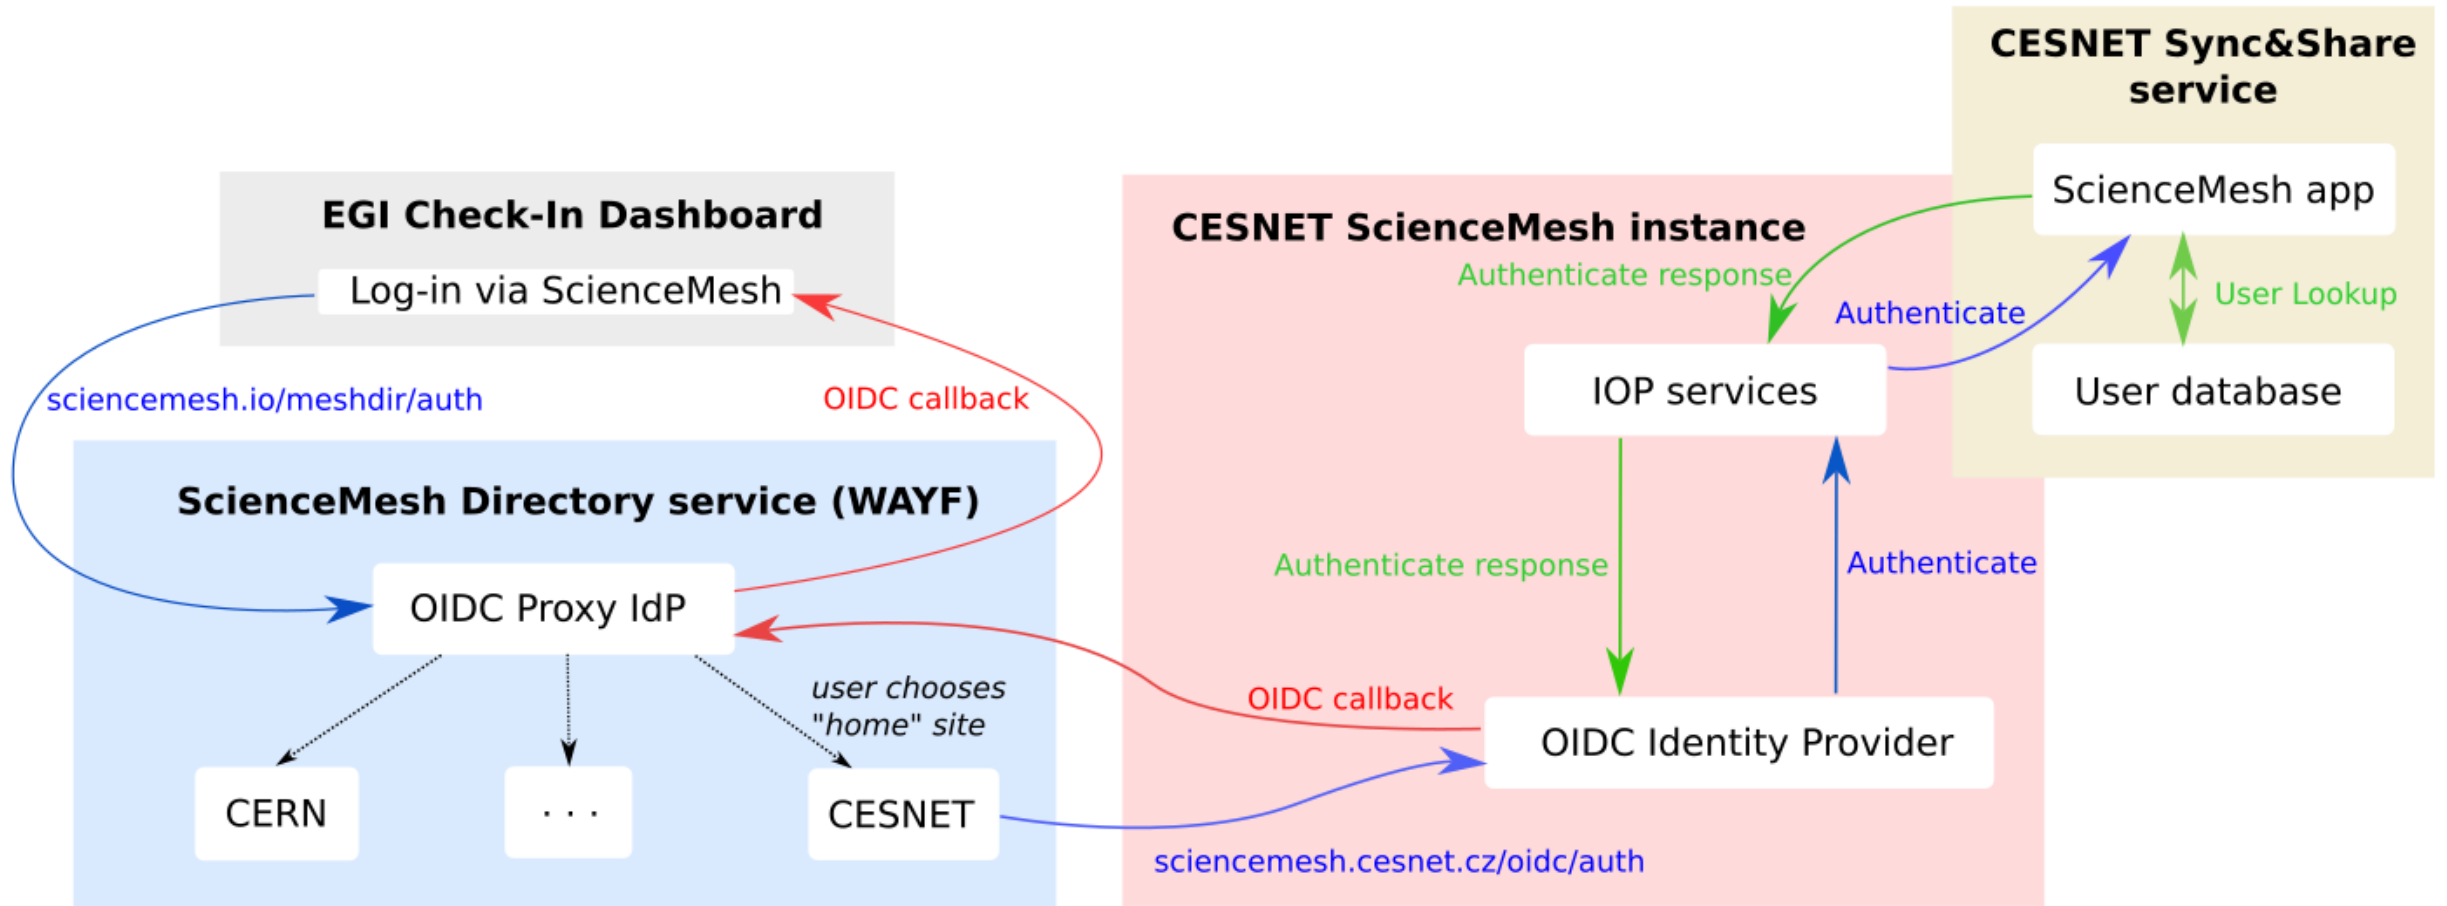 CESNET Sync&Share
service
ScienceMesh app
User Lookup
User database
EGI Check-In Dashboard
Log-in via ScienceMesh
sciencemesh.io/meshdir/auth
OIDC callback
ScienceMesh Directory service (WAYF)
OIDC Proxy IdP
user chooses
"home" site
CERN
. . .
CESNET
CESNET ScienceMesh instance
Authenticate response
Authenticate
IOP services
Authenticate response
Authenticate
OIDC callback
OIDC Identity Provider
sciencemesh.cesnet.cz/oidc/auth